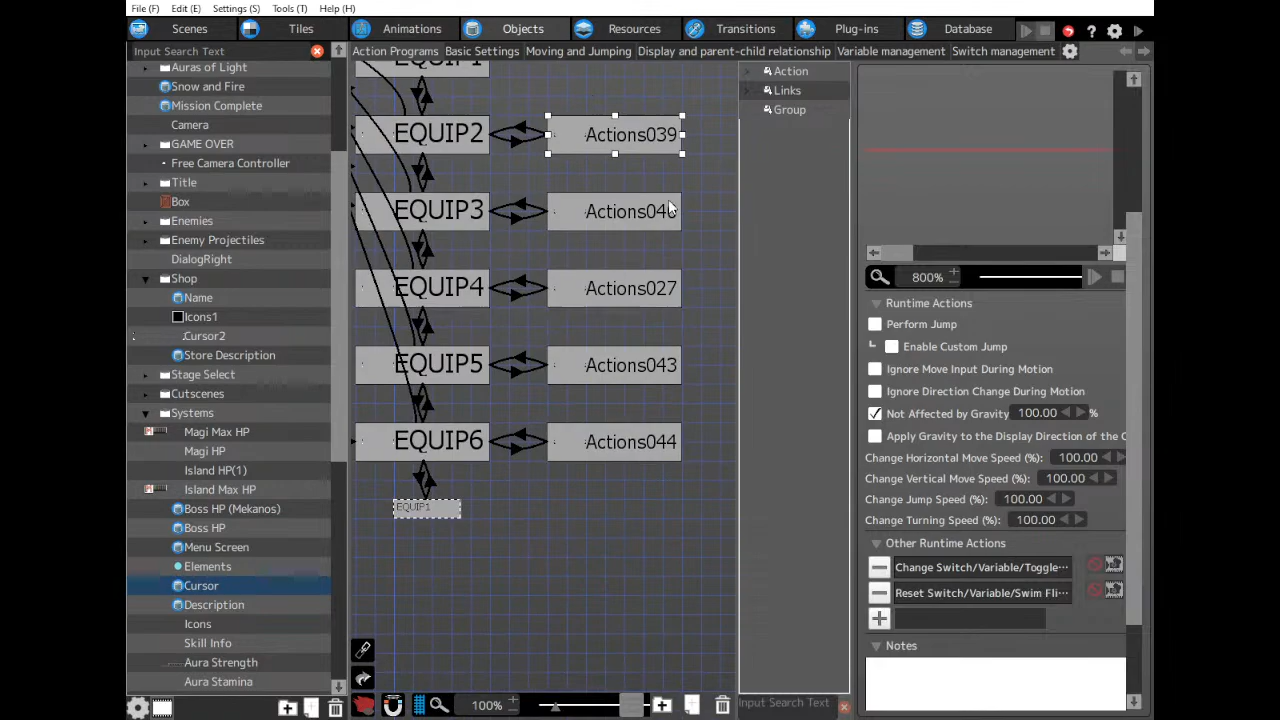 File (F)
Edit (E)
Settings (S)
Tools (T)
Help (H)
Scenes
Tiles
Animations
Objects
Resources
Transitions
Plug-ins
Database
Input Search Text
Action Programs
Basic Settings
Moving and Jumping
Display and parent-child relationship
Variable management
Switch management
Auras of Light
Snow and Fire
Mission Complete
Camera
GAME OVER
Free Camera Controller
Title
Box
Enemies
Enemy Projectiles
DialogRight
Shop
Name
Icons1
Cursor2
Store Description
Stage Select
Cutscenes
Systems
Magi Max HP
Magi HP
Island HP(1)
Island Max HP
Boss HP (Mekanos)
Boss HP
Menu Screen
Elements
Cursor
Description
Icons
Skill Info
Aura Strength
Aura Stamina
EQUIP1
EQUIP2
Actions039
EQUIP3
EQUIP4
Actions027
EQUIP5
Actions043
EQUIP6
Actions044
EQUIP1
100%
Action
Links
Group
Input Search Text
800%
Runtime Actions
Perform Jump
Enable Custom Jump
Ignore Move Input During Motion
Ignore Direction Change During Motion
Not Affected by Gravity 100.00 %
Apply Gravity to the Display Direction of the C
Change Horizontal Move Speed (%): 100.00
Change Vertical Move Speed (%): 100.00
Change Jump Speed (%): 100.00
Change Turning Speed (%): 100.00
Other Runtime Actions
Change Switch/Variable/Toggle···
Reset Switch/Variable/Swim Fli···
Notes